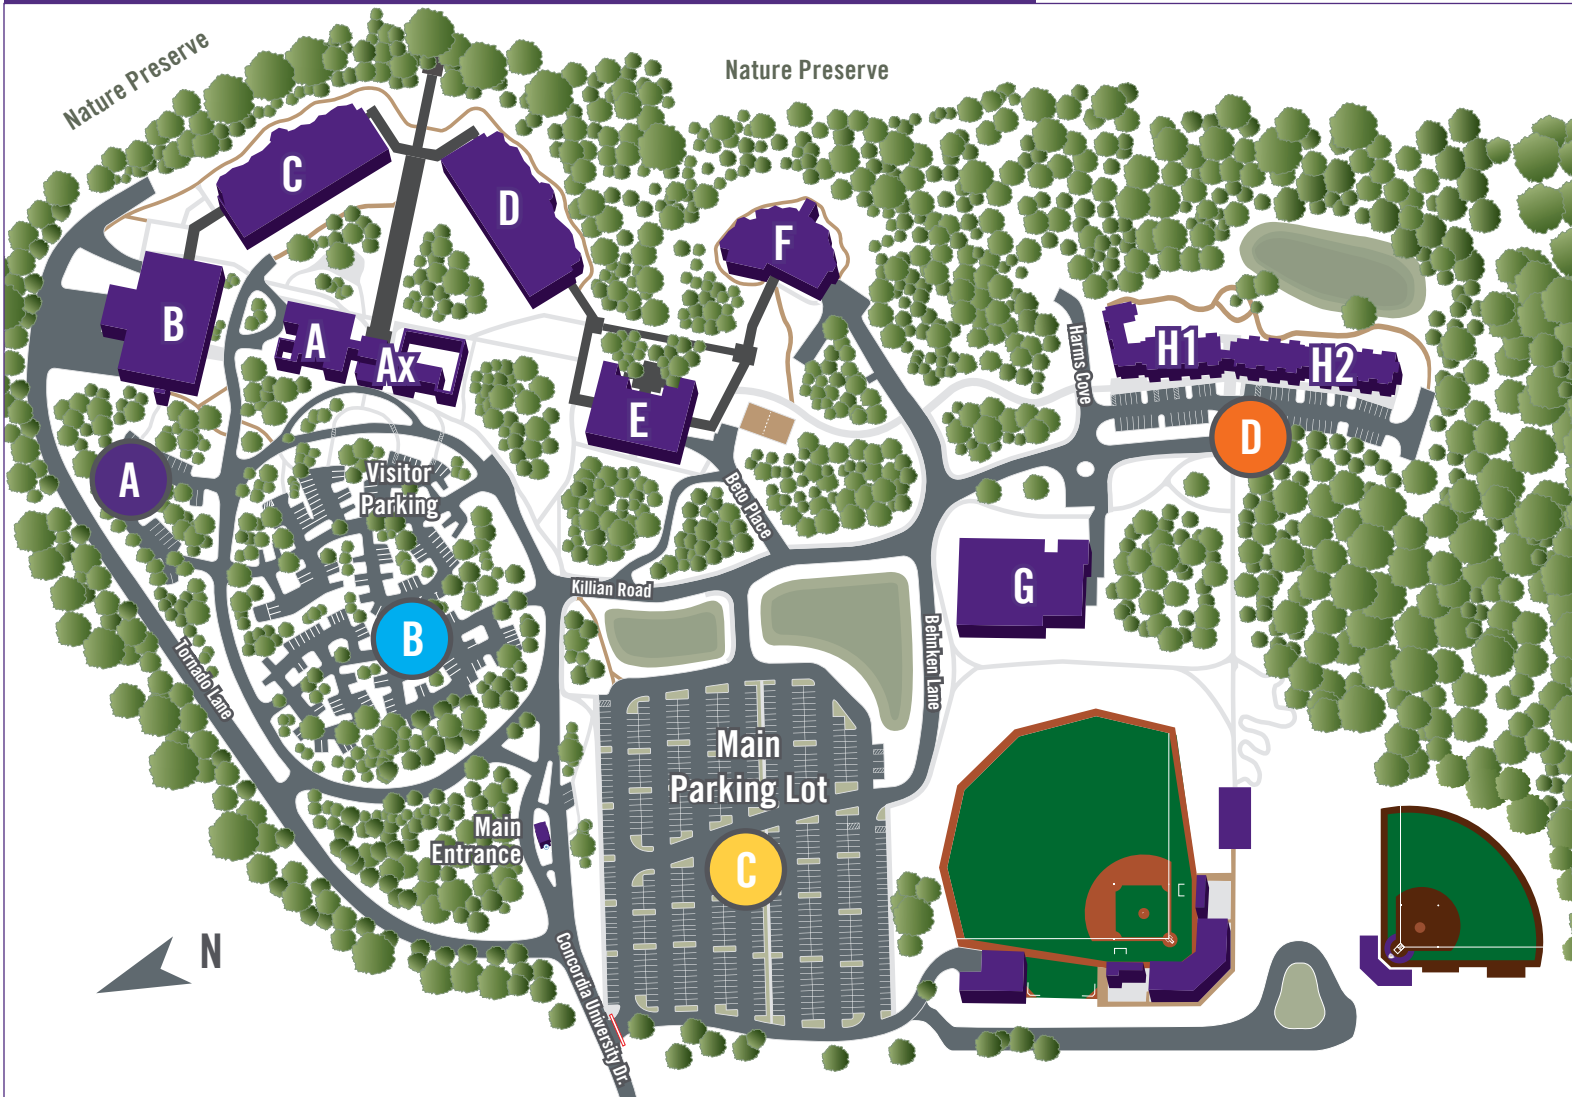 Nature Preserve
Nature Preserve
C
D
F
B
A
Ax
E
H1
H2
Harms Cove
D
A
Visitor
Parking
Beto Place
G
Killian Road
B
Tornado Lane
Behnken Lane
Main
Parking Lot
Main
Entrance
C
N
Concordia University Dr.